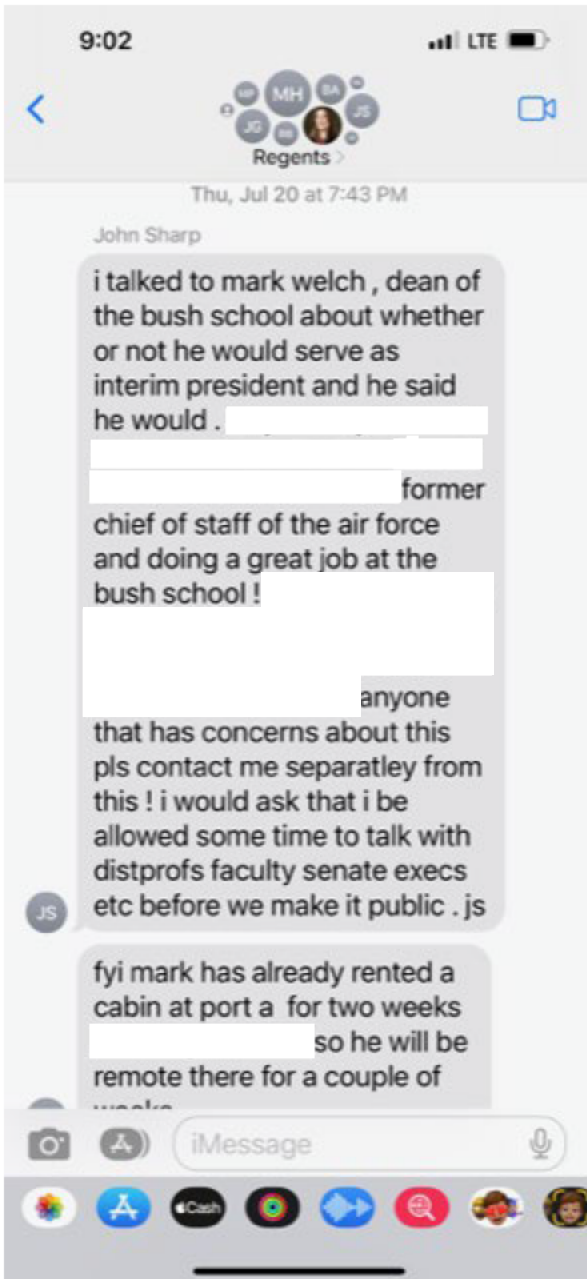 9:02
LTE
MH
BA
JS
JG
Regents >
Thu, Jul 20 at 7:43 PM
John Sharp
i talked to mark welch , dean of
the bush school about whether
or not he would serve as
interim president and he said
he would .
former
chief of staff of the air force
and doing a great job at the
bush school !
anyone
that has concerns about this
pls contact me separatley from
this ! i would ask that i be
allowed some time to talk with
distprofs faculty senate execs
etc before we make it public . js
JS
fyi mark has already rented a
cabin at port a for two weeks
so he will be
remote there for a couple of
weeks
iMessage
Cash